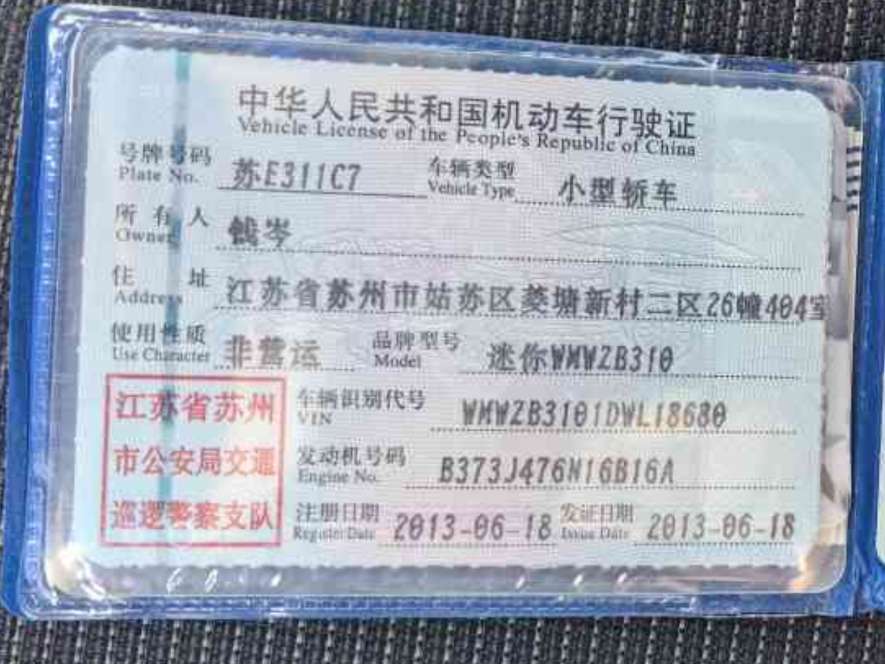 中华人民共和国机动车行驶证
Vehicle License of the People's Republic of China
号牌号码 苏E311C7 车辆类型 小型轿车
Plate No. Vehicle Type
所有人 钱岑
Owner
住址 江苏省苏州市姑苏区菱塘新村二区26幢404室
Address
使用性质 非营运 品牌型号 迷你WMWZB310
Use Character Model
江苏省苏州 车辆识别代号 WMWZB3101DWL18680
VIN
市公安局交通 发动机号码 B373J476N16B16A
Engine No.
巡逻警察支队 注册日期 2013-06-18 发证日期 2013-06-18
Register Date Issue Date